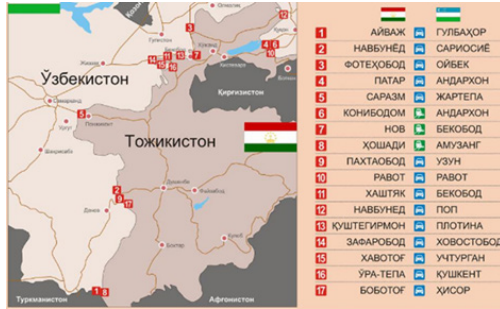 Ўзбекистон
Қирғизистон
Тожикистон
Туркманистон
Афғонистон
1 АЙВАЖ ГУЛБАҲОР
2 НАВБУНЁД САРИОСИЁ
3 ФОТЕҲОБОД ОЙБЕК
4 ПАТАР АНДАРХОН
5 САРАЗМ ЖАРТЕПА
6 КОНИБОДОМ АНДАРХОН
7 НОВ БЕКОБОД
8 ҲОШАДИ АМУЗАНГ
9 ПАХТАОБОД УЗУН
10 РАВОТ РАВОТ
11 ХАШТЯК БЕКОБОД
12 НАВБУНЕД ПОП
13 ҚУШТЕГИРМОН ПЛОТИНА
14 ЗАФАРОБОД ХОВОСТОБОД
15 ХАВОТОҒ УЧТУРГАН
16 ЎРА-ТЕПА ҚУШКЕНТ
17 БОБОТОҒ ҲИСОР